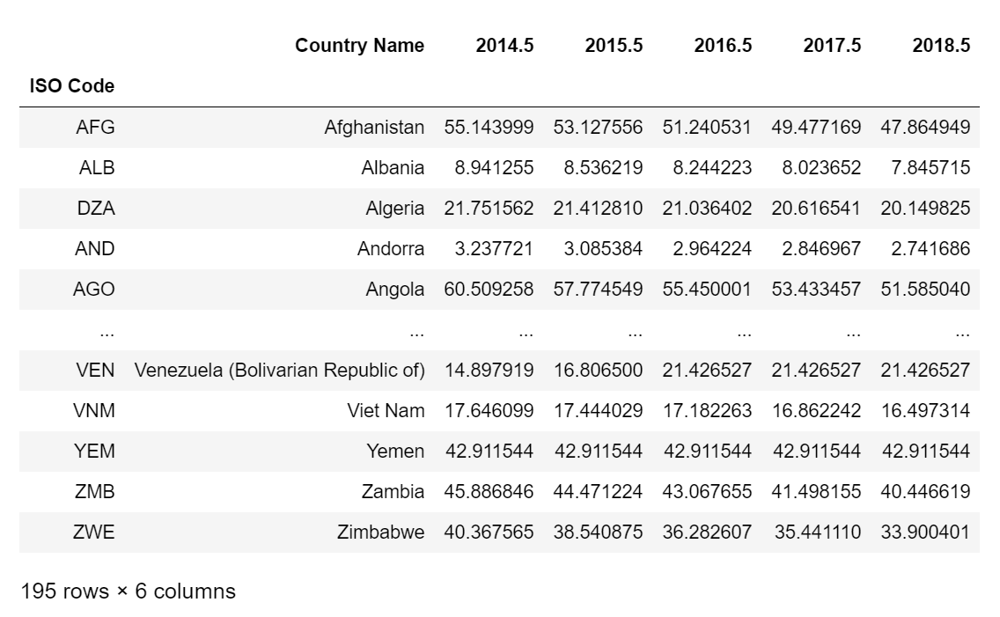 Country Name 2014.5 2015.5 2016.5 2017.5 2018.5
ISO Code
AFG Afghanistan 55.143999 53.127556 51.240531 49.477169 47.864949
ALB Albania 8.941255 8.536219 8.244223 8.023652 7.845715
DZA Algeria 21.751562 21.412810 21.036402 20.616541 20.149825
AND Andorra 3.237721 3.085384 2.964224 2.846967 2.741686
AGO Angola 60.509258 57.774549 55.450001 53.433457 51.585040
... ... ... ... ... ... ...
VEN Venezuela (Bolivarian Republic of) 14.897919 16.806500 21.426527 21.426527 21.426527
VNM Viet Nam 17.646099 17.444029 17.182263 16.862242 16.497314
YEM Yemen 42.911544 42.911544 42.911544 42.911544 42.911544
ZMB Zambia 45.886846 44.471224 43.067655 41.498155 40.446619
ZWE Zimbabwe 40.367565 38.540875 36.282607 35.441110 33.900401
195 rows × 6 columns